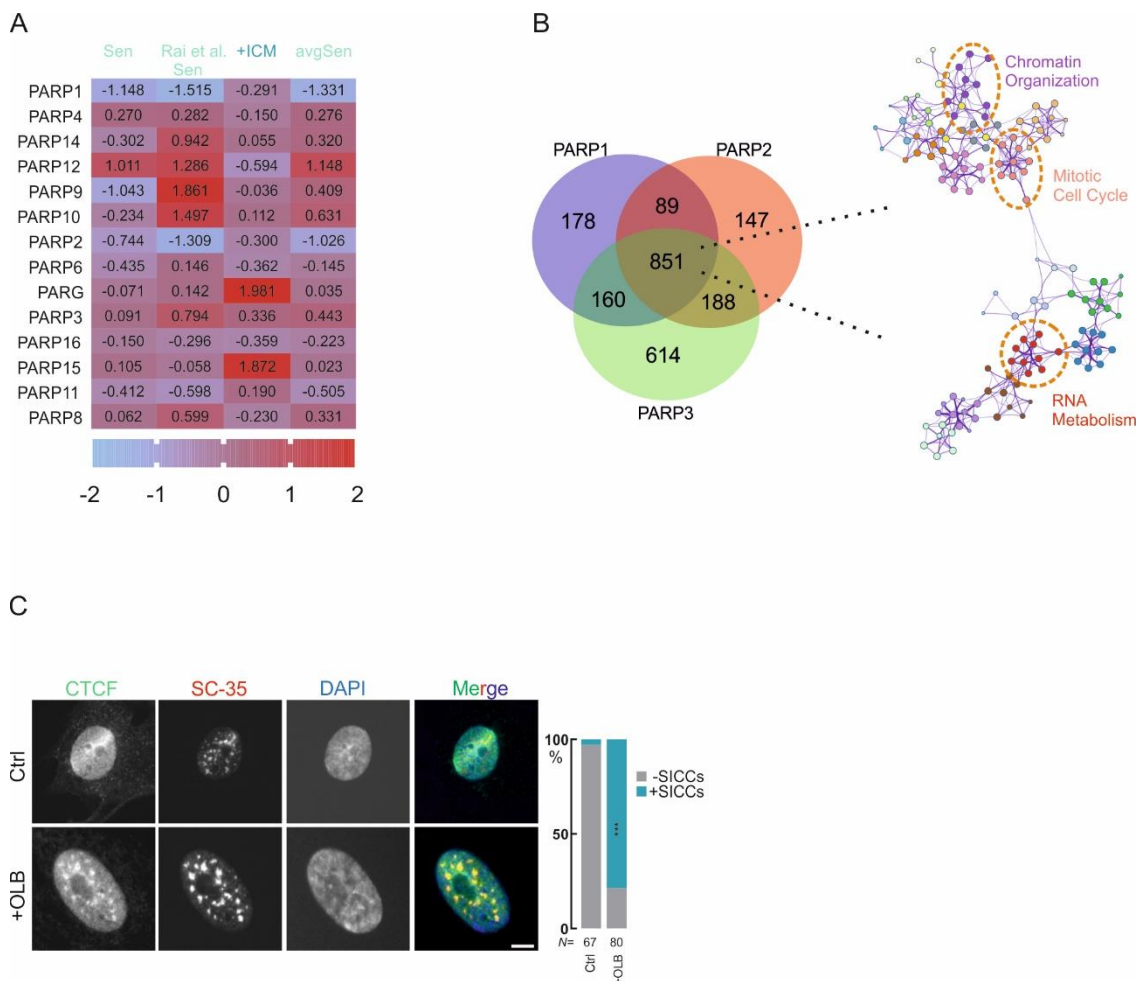 A
Sen Rai et al. Sen +ICM avgSen
PARP1 -1.148 -1.515 -0.291 -1.331
PARP4 0.270 0.282 -0.150 0.276
PARP14 -0.302 0.942 0.055 0.320
PARP12 1.011 1.286 -0.594 1.148
PARP9 -1.043 1.861 -0.036 0.409
PARP10 -0.234 1.497 0.112 0.631
PARP2 -0.744 -1.309 -0.300 -1.026
PARP6 -0.435 0.146 -0.362 -0.145
PARG -0.071 0.142 1.981 0.035
PARP3 0.091 0.794 0.336 0.443
PARP16 -0.150 -0.296 -0.359 -0.223
PARP15 0.105 -0.058 1.872 0.023
PARP11 -0.412 -0.598 0.190 -0.505
PARP8 0.062 0.599 -0.230 0.331
-2 -1 0 1 2
B
PARP1
PARP2
178
89
147
851
160
188
614
PARP3
Chromatin
Organization
Mitotic
Cell Cycle
RNA
Metabolism
C
CTCF SC-35 DAPI Merge
Ctrl
+OLB
100
%
50
0
-SICCs
+SICCs
***
N= 67 80
Ctrl
-OLB